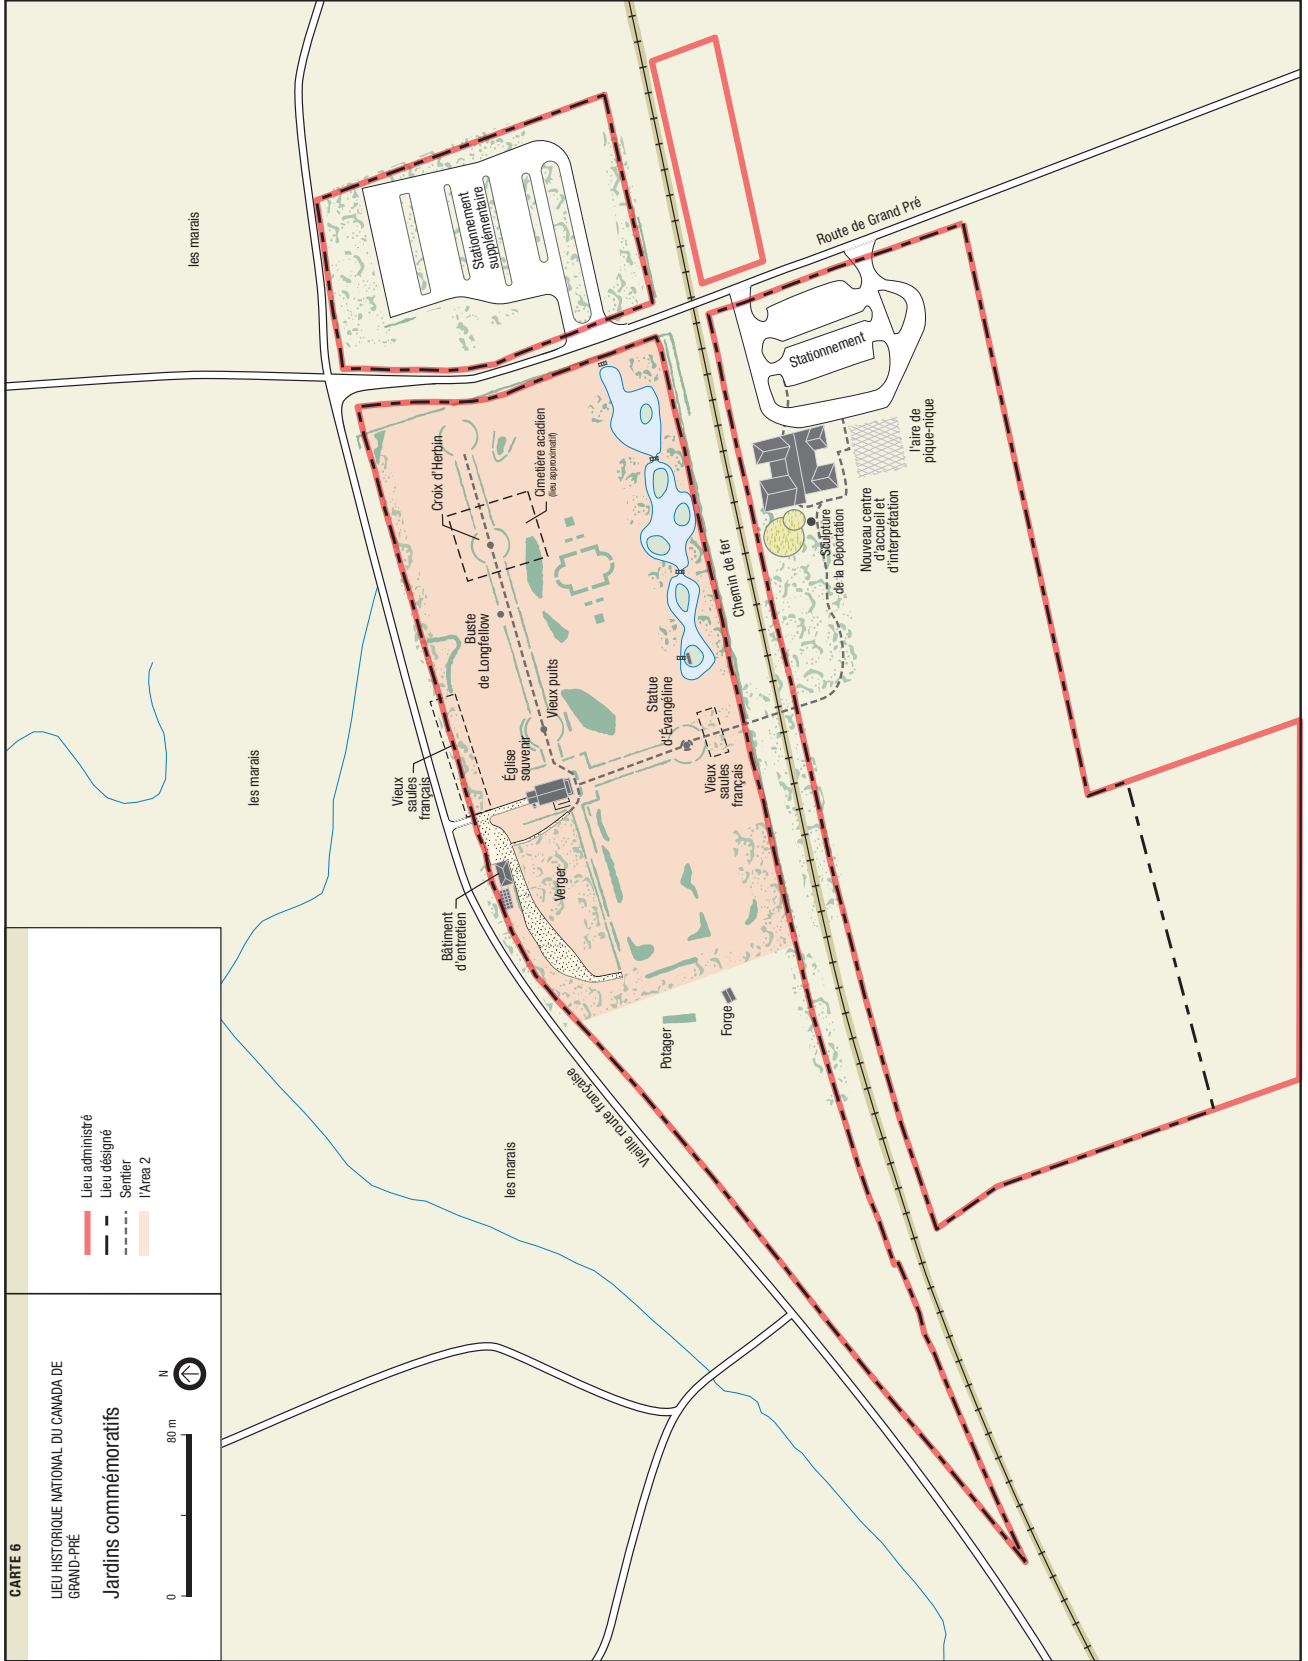 CARTE 6
LIEU HISTORIQUE NATIONAL DU CANADA DE
GRAND-PRÉ
Jardins commémoratifs
0
80 m
N
Lieu administré
Lieu désigné
Sentier
l'Area 2
les marais
les marais
les marais
Vieille route française
Bâtiment
d'entretien
Vieux
saules
français
Verger
Potager
Forge
Église
souvenir
Vieux puits
Buste
de Longfellow
Croix d'Herbin
Cimetière acadien
(lieu approximatif)
Statue
d'Évangéline
Vieux
saules
français
Chemin de fer
Stationnement
supplémentaire
Route de Grand Pré
Stationnement
l'aire de
pique-nique
Nouveau centre
d'accueil et
d'interprétation
Sculpture
de la Déportation